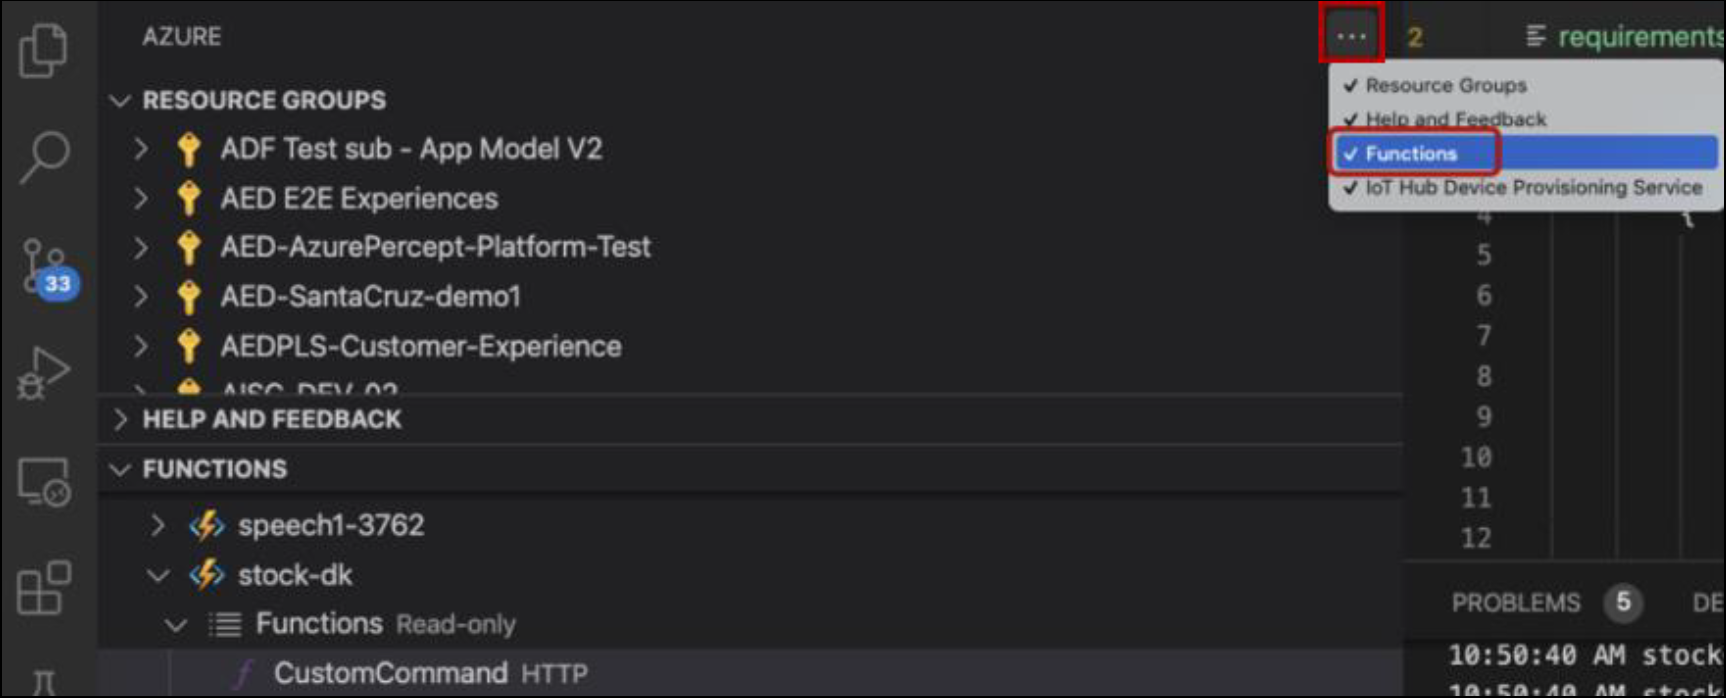 AZURE
...
2
requirements
RESOURCE GROUPS
ADF Test sub - App Model V2
AED E2E Experiences
AED-AzurePercept-Platform-Test
AED-SantaCruz-demo1
AEDPLS-Customer-Experience
AISC-DEV-02
HELP AND FEEDBACK
FUNCTIONS
speech1-3762
stock-dk
Functions Read-only
CustomCommand HTTP
33
✓ Resource Groups
✓ Help and Feedback
✓ Functions
✓ IoT Hub Device Provisioning Service
4 {
5
6
7
8
9
10
11
12
PROBLEMS 5 DE
10:50:40 AM stock
10:50:40 AM stock